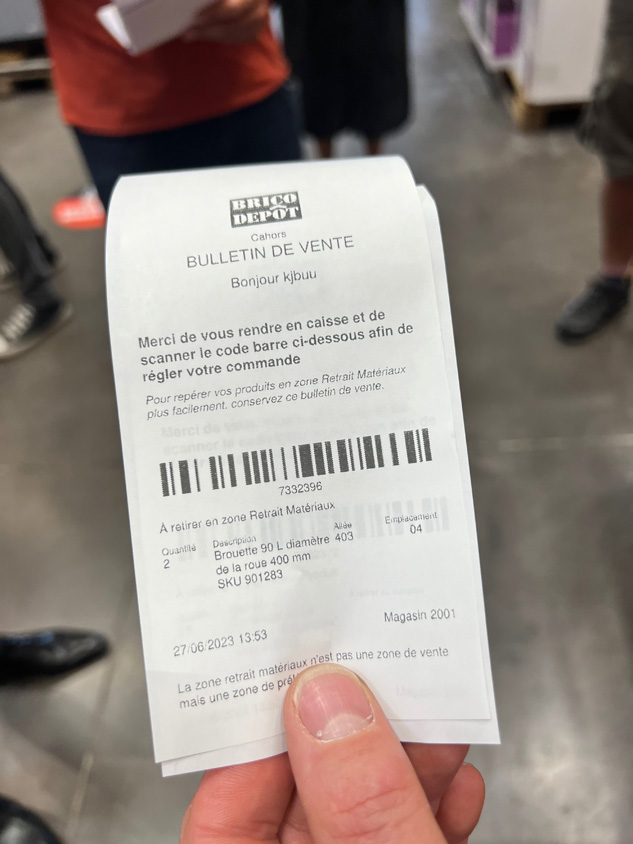 BRICO
DEPÔT
Cahors
BULLETIN DE VENTE
Bonjour kjbuu
Merci de vous rendre en caisse et de
scanner le code barre ci-dessous afin de
régler votre commande
Pour repérer vos produits en zone Retrait Matériaux
plus facilement, conservez ce bulletin de vente.
7332396
À retirer en zone Retrait Matériaux
Quantité Description Allée Emplacement
2 Brouette 90 L diamètre 403 04
de la roue 400 mm
SKU 901283
27/06/2023 13:53 Magasin 2001
La zone retrait matériaux n'est pas une zone de vente
mais une zone de